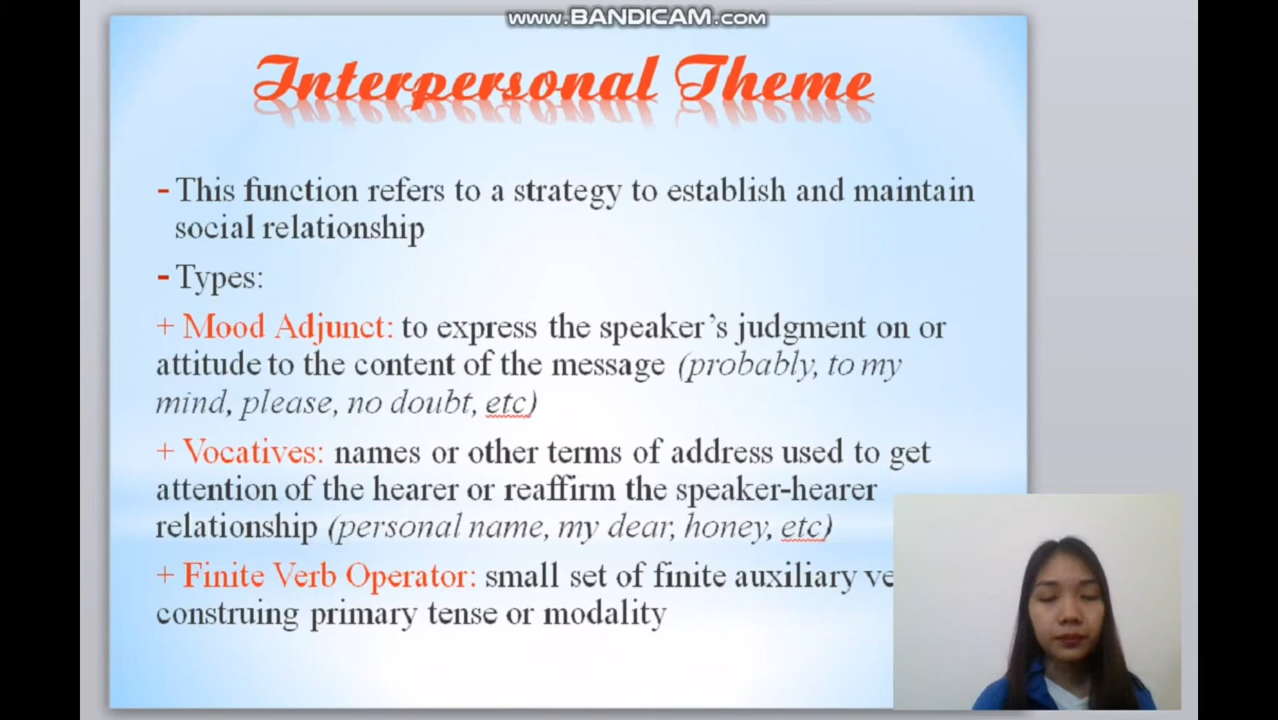 www.BANDICAM.com
Interpersonal Theme
- This function refers to a strategy to establish and maintain
social relationship
- Types:
+ Mood Adjunct: to express the speaker’s judgment on or
attitude to the content of the message (probably, to my
mind, please, no doubt, etc)
+ Vocatives: names or other terms of address used to get
attention of the hearer or reaffirm the speaker-hearer
relationship (personal name, my dear, honey, etc)
+ Finite Verb Operator: small set of finite auxiliary
construing primary tense or modality